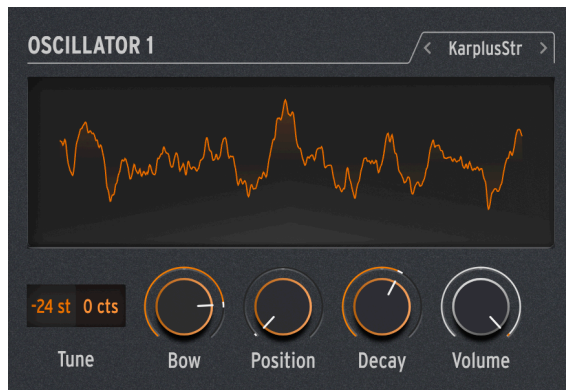 OSCILLATOR 1
< KarplusStr >
-24 st 0 cts
Tune Bow Position Decay Volume